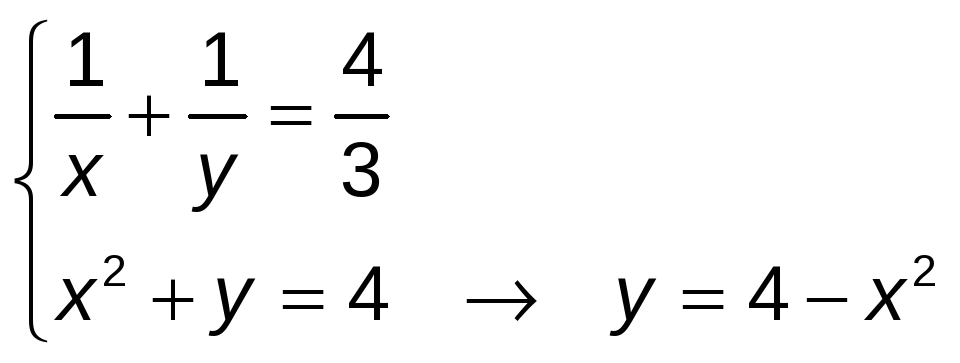 1/x + 1/y = 4/3
x² + y = 4 → y = 4 − x²